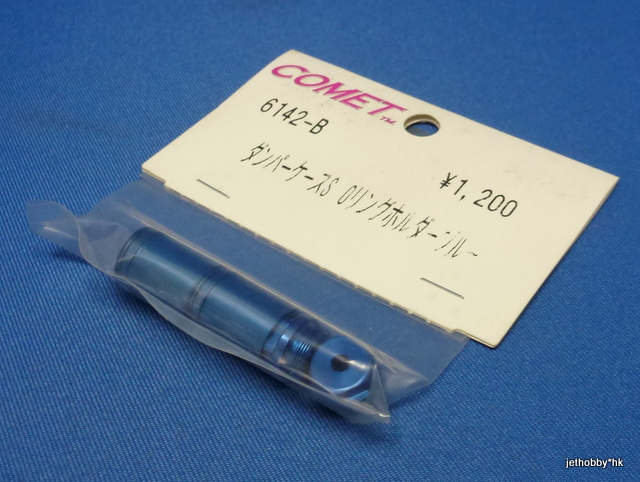 COMET™
6142-B
¥1,200
ダンパーケースS Oリングホルダーブルー
jethobby*hk